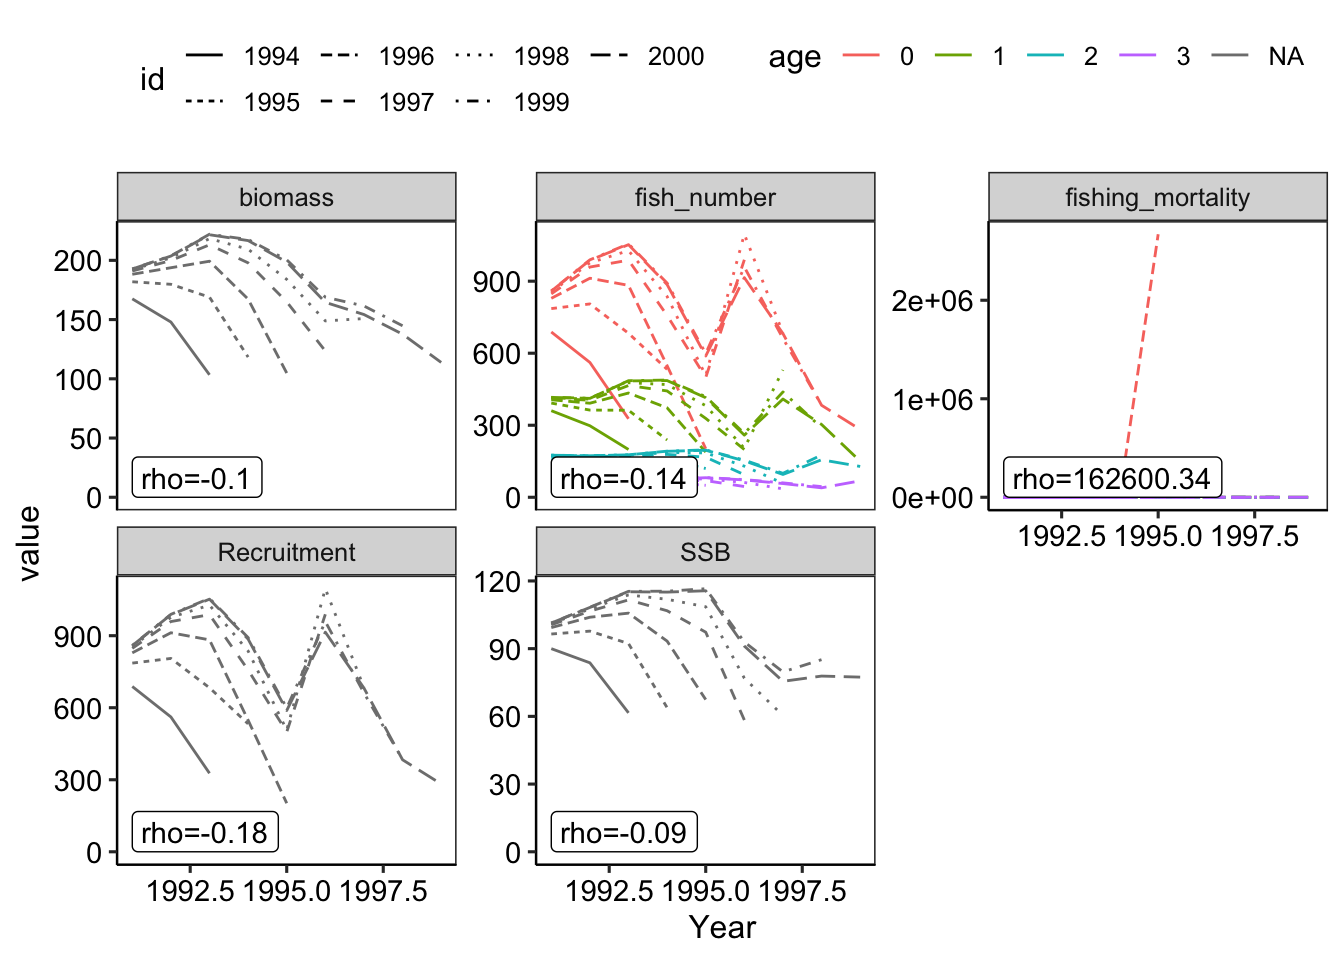 id 1994 1996 1998 2000 age 0 1 2 3 NA
1995 1997 1999
biomass fish_number fishing_mortality
200
150
100
50
0
rho=-0.1
900
600
300
0
rho=-0.14
2e+06
1e+06
0e+00
rho=162600.34
1992.5 1995.0 1997.5
value
Recruitment SSB
900
600
300
0
rho=-0.18
1992.5 1995.0 1997.5
120
90
60
30
0
rho=-0.09
1992.5 1995.0 1997.5
Year